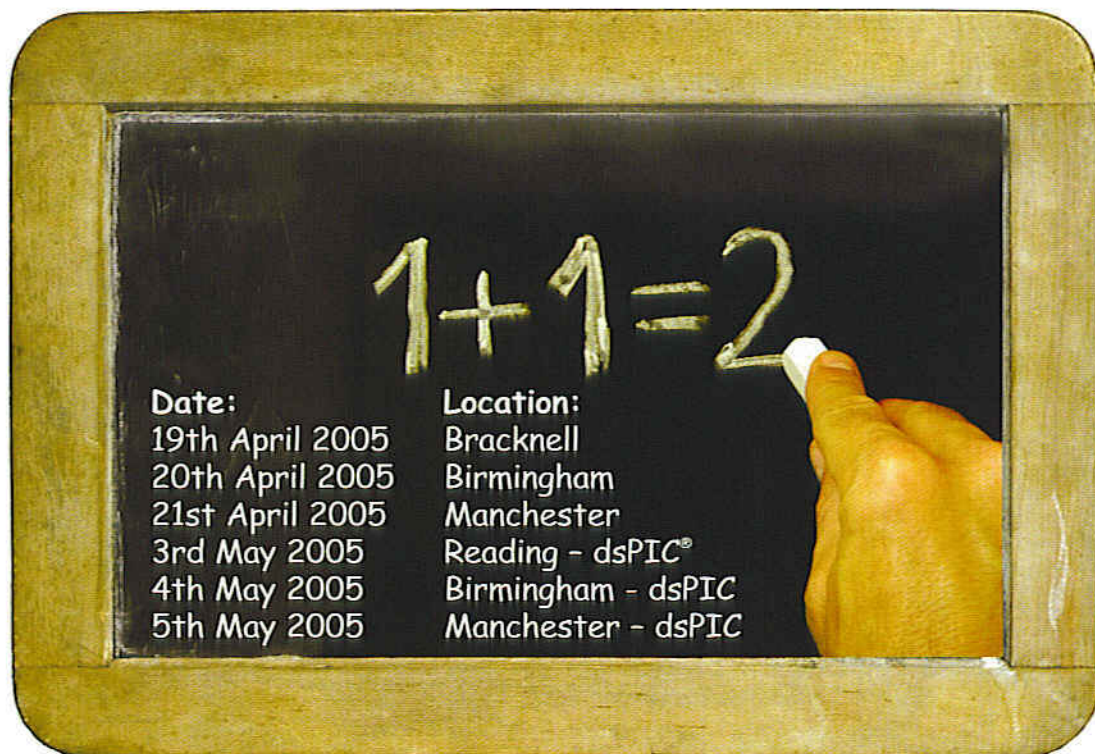 1+1=2
Date: Location:
19th April 2005 Bracknell
20th April 2005 Birmingham
21st April 2005 Manchester
3rd May 2005 Reading – dsPIC®
4th May 2005 Birmingham - dsPIC
5th May 2005 Manchester – dsPIC